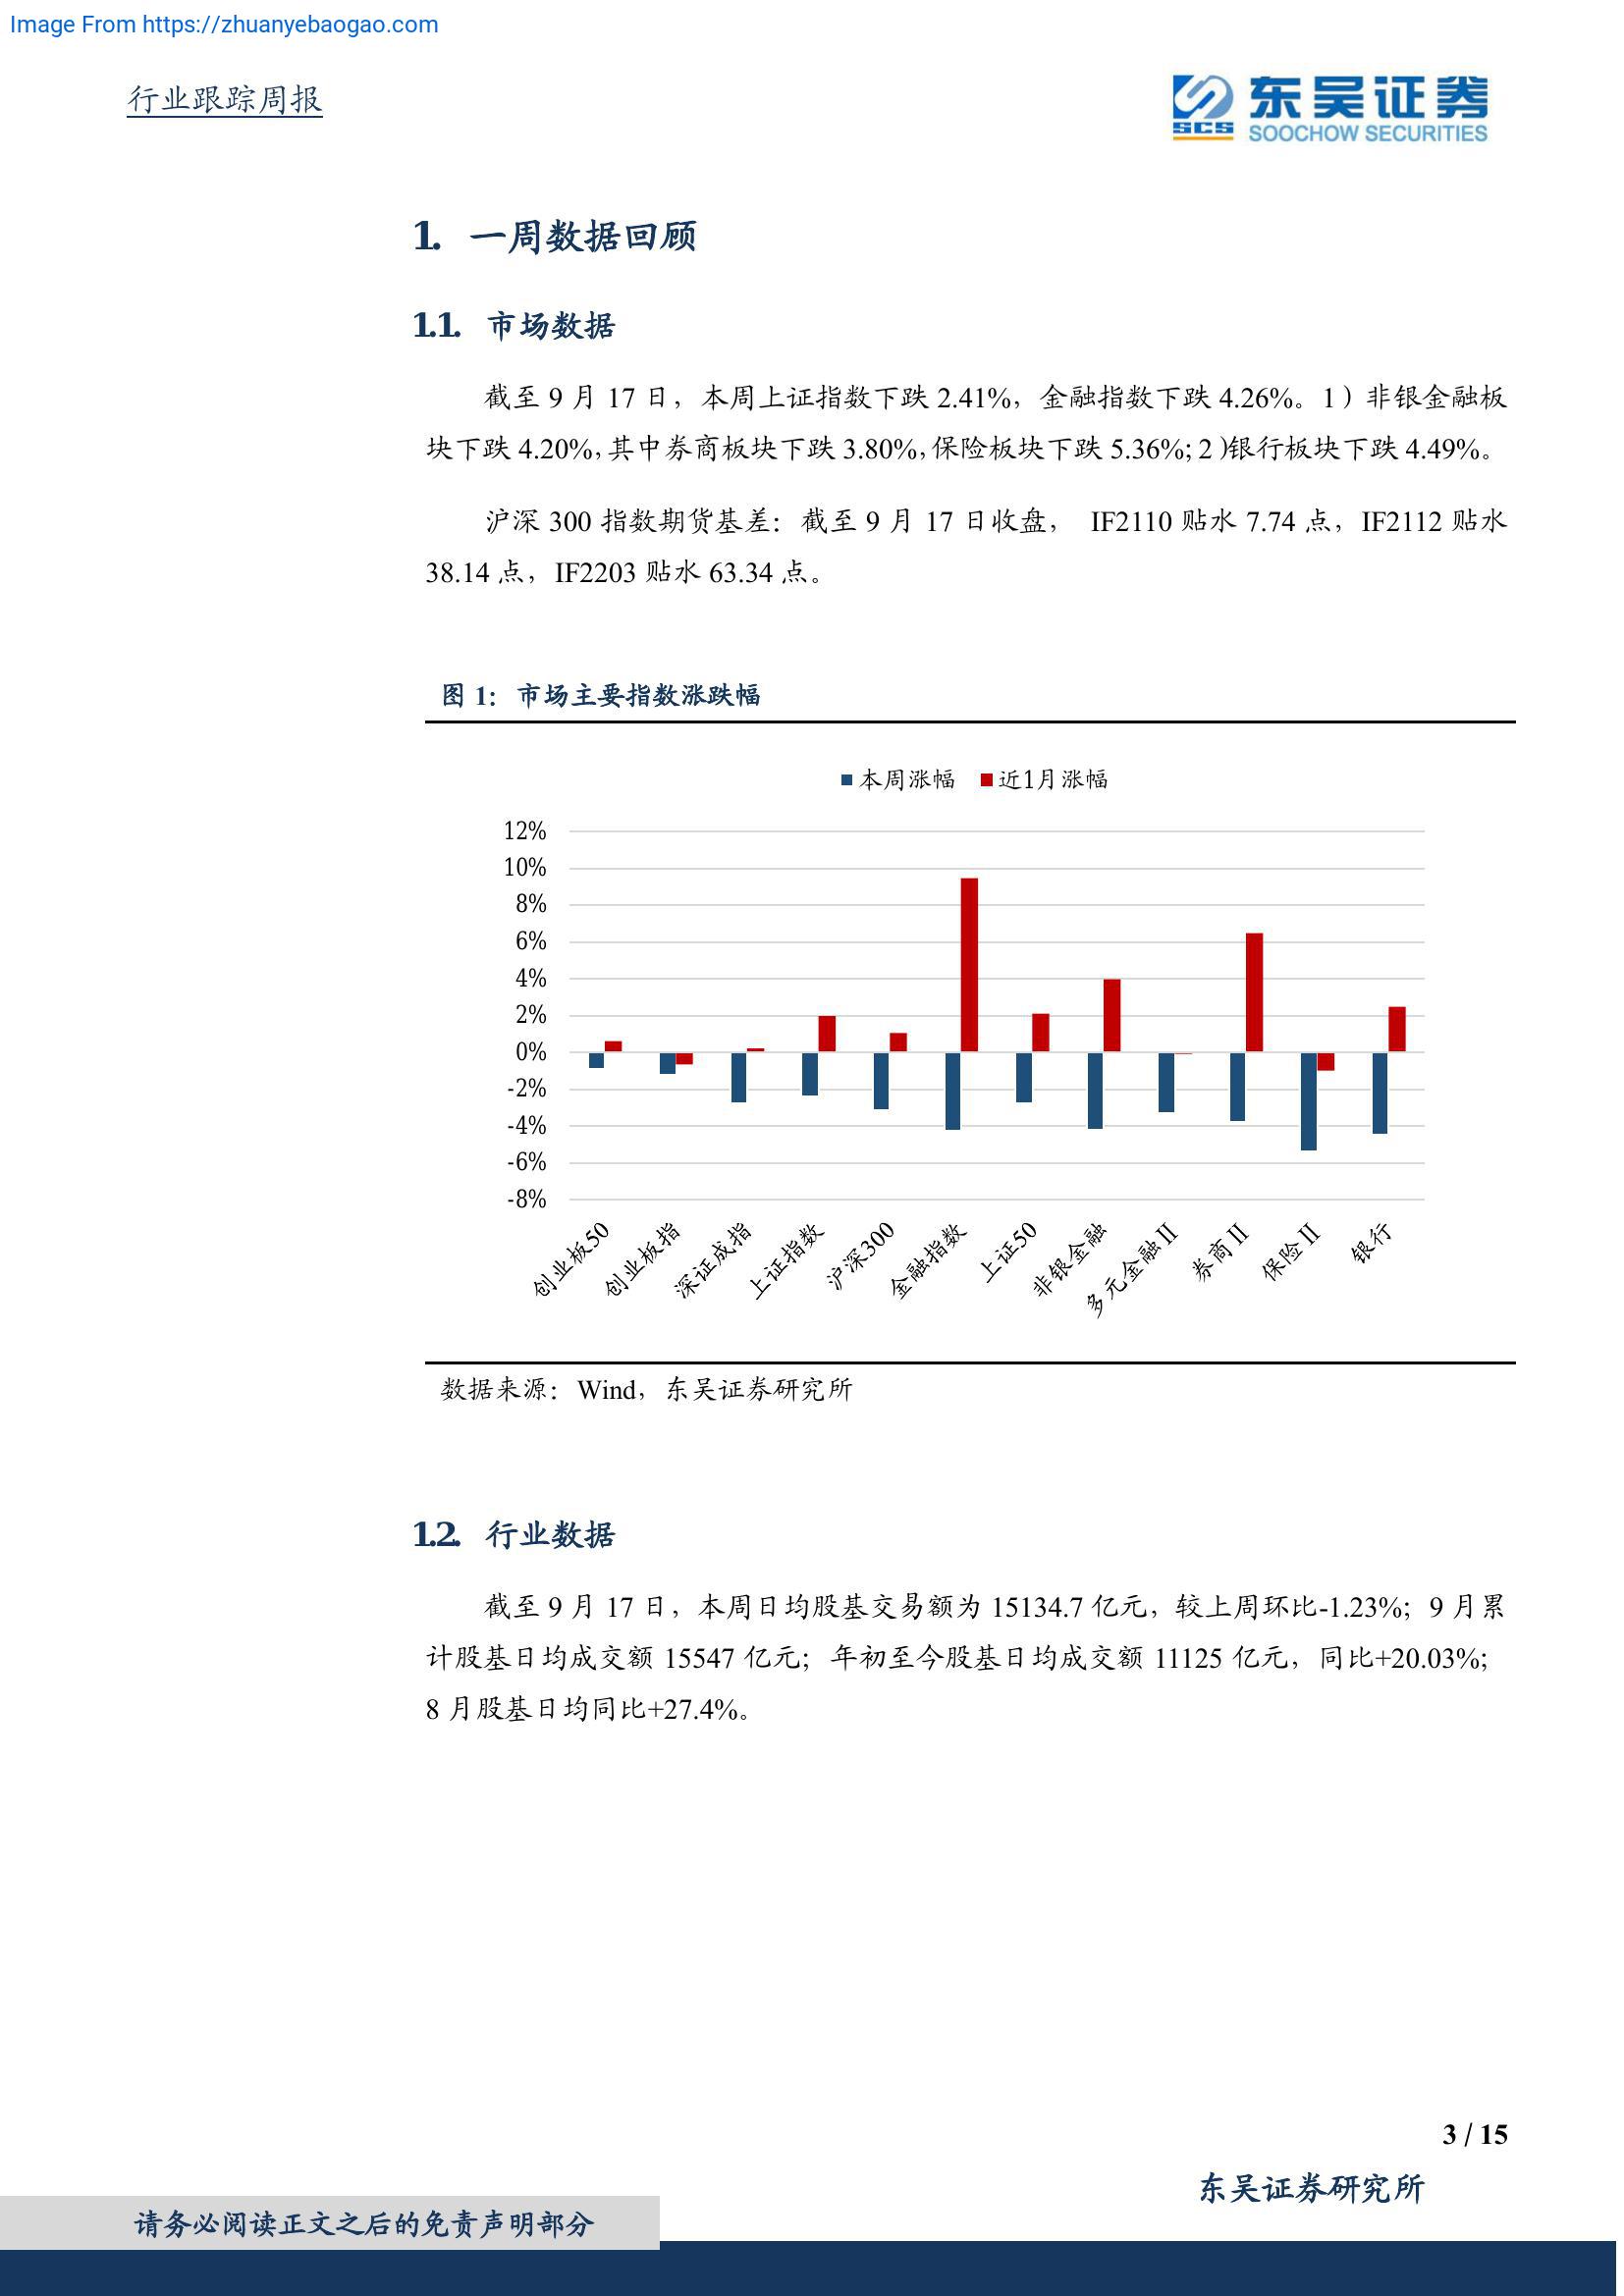 Image From https://zhuanyebaogao.com
行业跟踪周报
东吴证券
SCS
SOOCHOW SECURITIES
1. 一周数据回顾
1.1. 市场数据
截至 9 月 17 日，本周上证指数下跌 2.41%，金融指数下跌 4.26%。1）非银金融板
块下跌 4.20%，其中券商板块下跌 3.80%，保险板块下跌 5.36%；2）银行板块下跌 4.49%。
沪深 300 指数期货基差：截至 9 月 17 日收盘， IF2110 贴水 7.74 点，IF2112 贴水
38.14 点，IF2203 贴水 63.34 点。
图 1：市场主要指数涨跌幅
本周涨幅 近1月涨幅
12%
10%
8%
6%
4%
2%
0%
-2%
-4%
-6%
-8%
创业板50
创业板指
深证成指
上证指数
沪深300
金融指数
上证50
非银金融
多元金融Ⅱ
券商Ⅱ
保险Ⅱ
银行
数据来源：Wind，东吴证券研究所
1.2. 行业数据
截至 9 月 17 日，本周日均股基交易额为 15134.7 亿元，较上周环比-1.23%；9 月累
计股基日均成交额 15547 亿元；年初至今股基日均成交额 11125 亿元，同比+20.03%；
8 月股基日均同比+27.4%。
3 / 15
东吴证券研究所
请务必阅读正文之后的免责声明部分